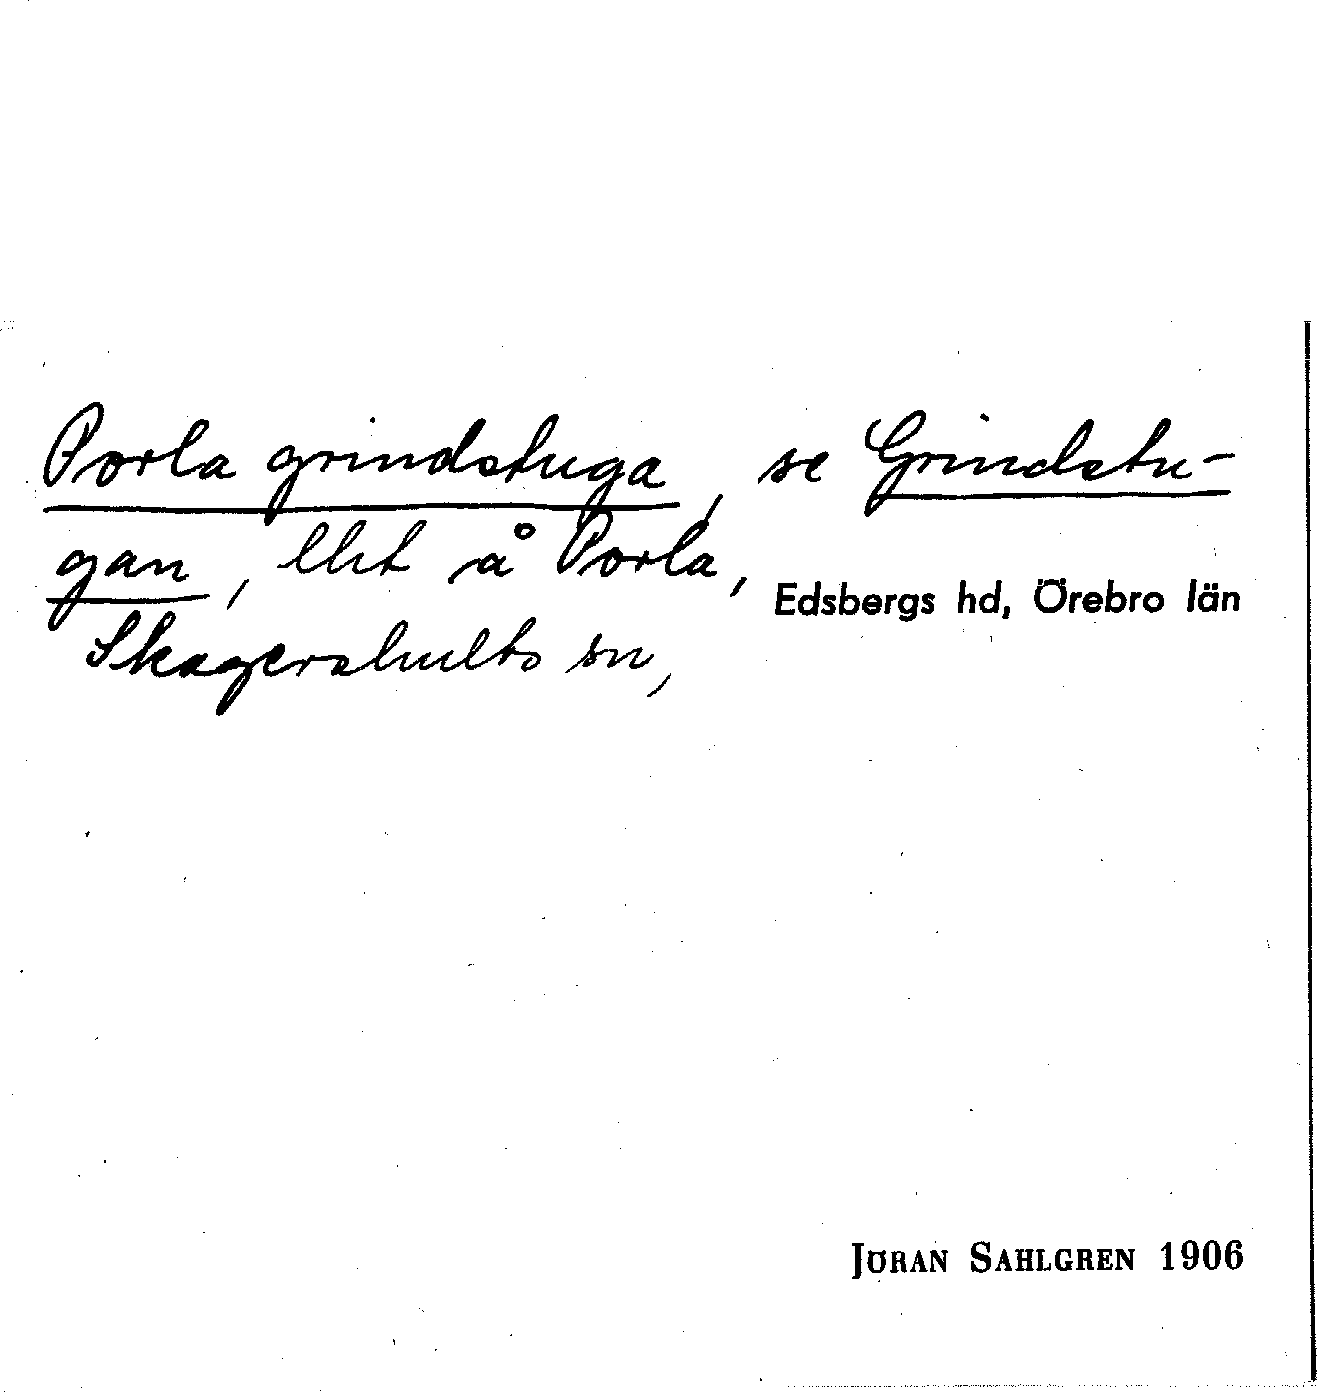 Porla grindstuga, se Grindstu-
gan, lht å Porla,
Edsbergs hd, Örebro län
Skagershults sn,
JÖRAN SAHLGREN 1906